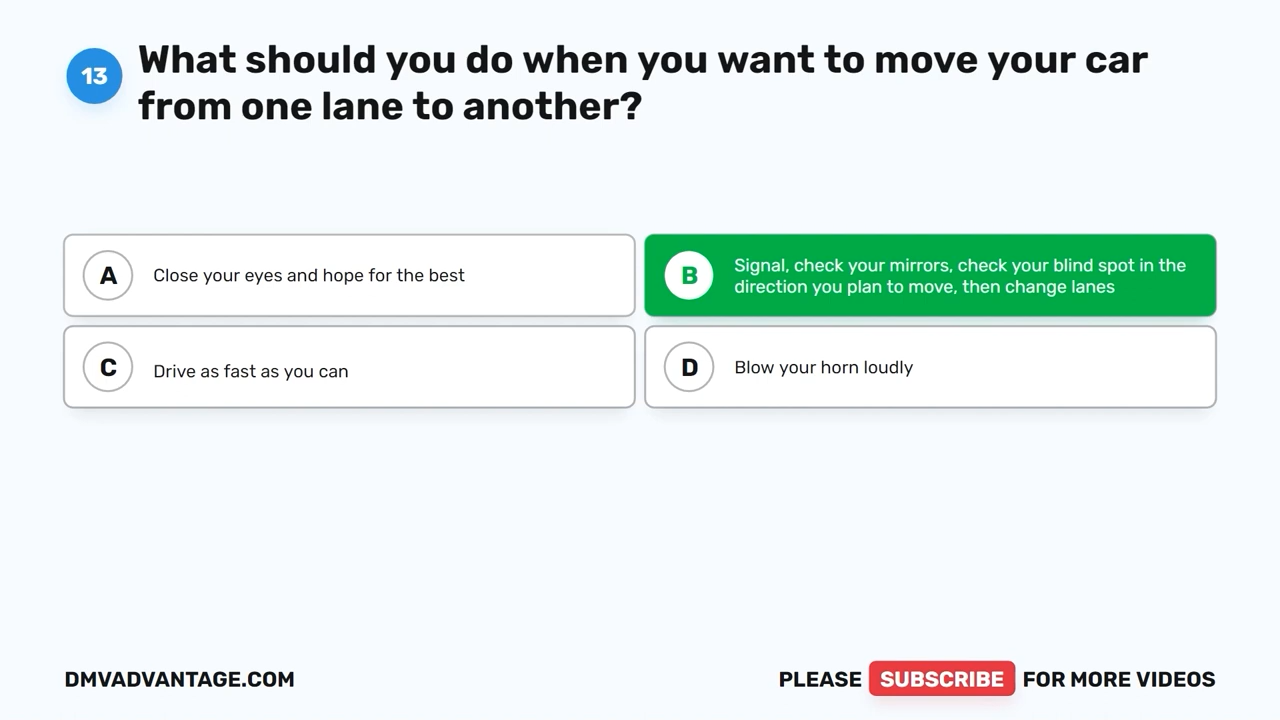 13
What should you do when you want to move your car
from one lane to another?
A
Close your eyes and hope for the best
B
Signal, check your mirrors, check your blind spot in the
direction you plan to move, then change lanes
C
Drive as fast as you can
D
Blow your horn loudly
DMVADVANTAGE.COM
PLEASE SUBSCRIBE FOR MORE VIDEOS